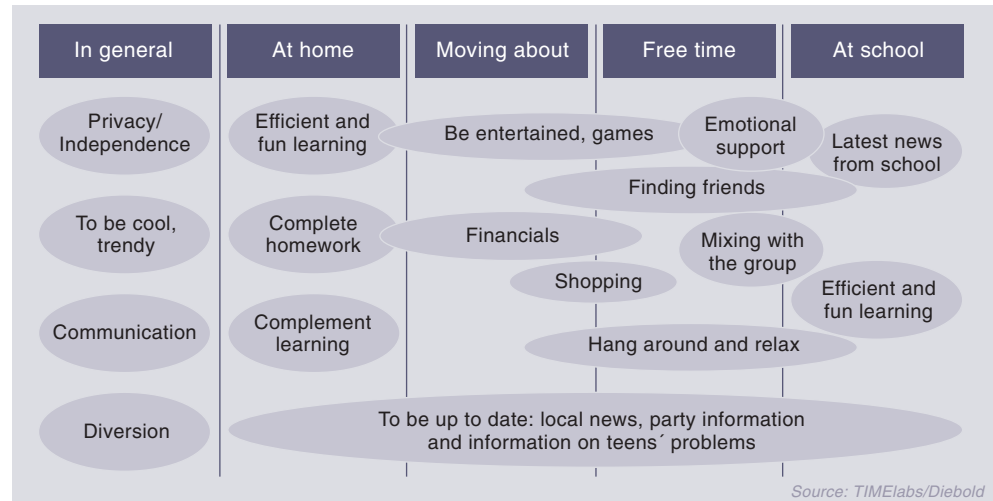 In general
At home
Moving about
Free time
At school
Privacy/
Independence
Efficient and
fun learning
Be entertained, games
Emotional
support
Latest news
from school
Finding friends
To be cool,
trendy
Complete
homework
Financials
Mixing with
the group
Shopping
Efficient and
fun learning
Communication
Complement
learning
Hang around and relax
Diversion
To be up to date: local news, party information
and information on teens´ problems
Source: TIMElabs/Diebold